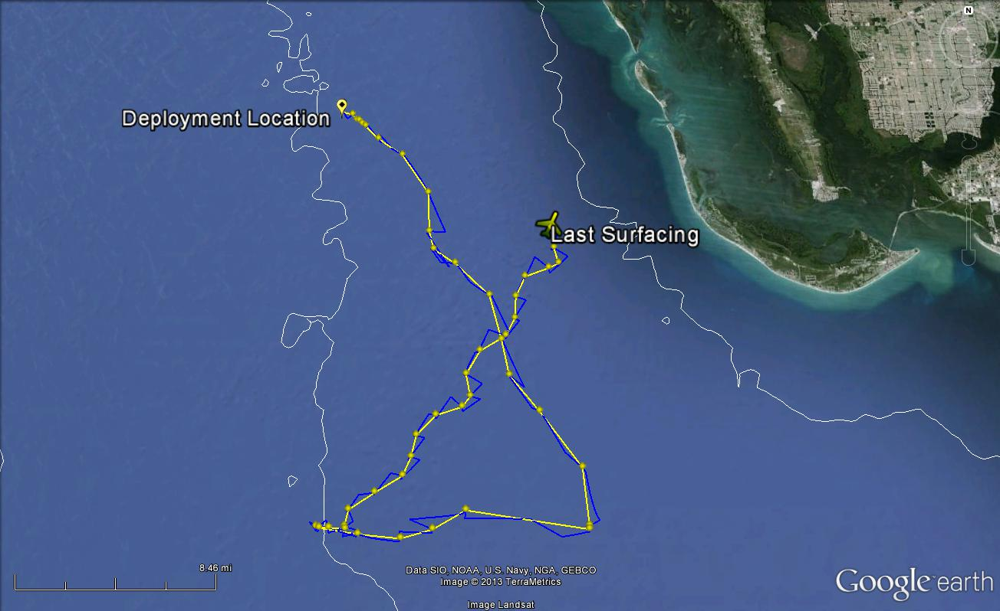 N
Deployment Location
Last Surfacing
8.46 mi
Data SIO, NOAA, U.S. Navy, NGA, GEBCO
Image © 2013 TerraMetrics
Image Landsat
Google earth